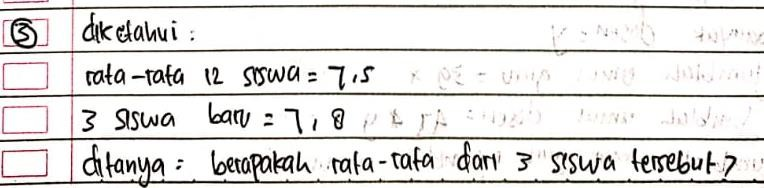 ③ diketahui :
rata-rata 12 siswa = 7,5
3 siswa baru = 7,8
ditanya : berapakah rata-rata dari 3 siswa tersebut?